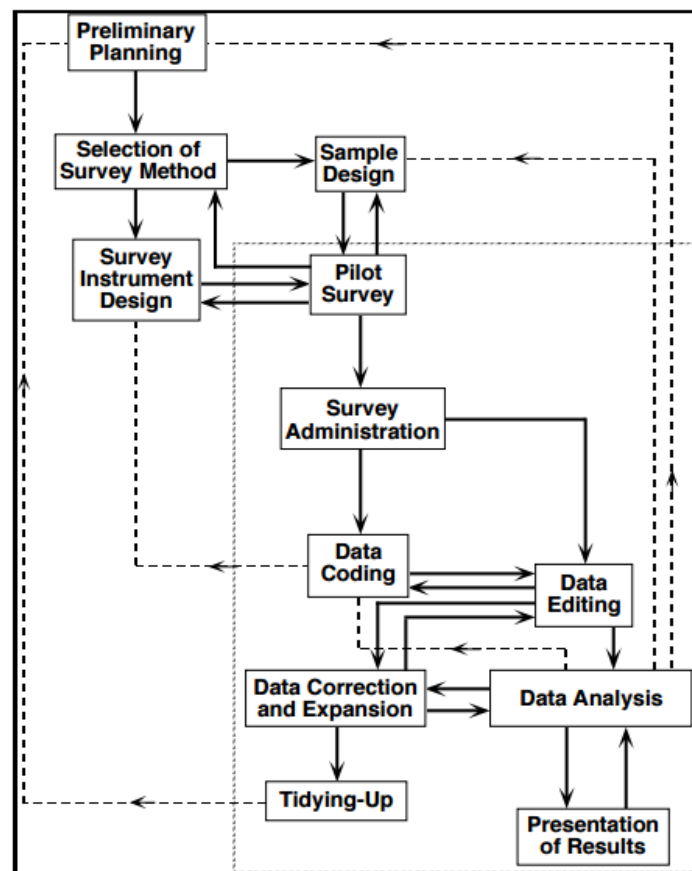 Preliminary
Planning
Selection of
Survey Method
Sample
Design
Survey
Instrument
Design
Pilot
Survey
Survey
Administration
Data
Coding
Data
Editing
Data Correction
and Expansion
Data Analysis
Tidying-Up
Presentation
of Results